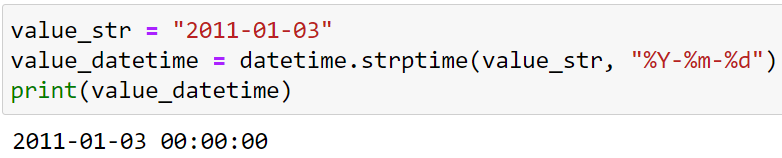 value_str = "2011-01-03"
value_datetime = datetime.strptime(value_str, "%Y-%m-%d")
print(value_datetime)
2011-01-03 00:00:00